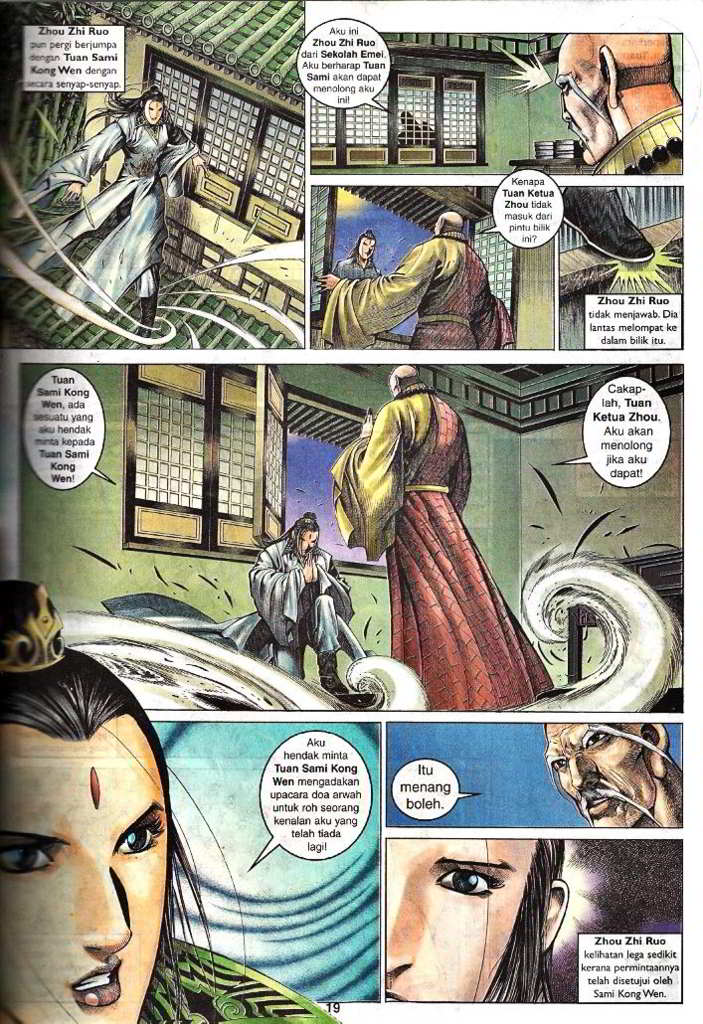 Zhou Zhi Ruo
pun pergi berjumpa
dengan Tuan Sami
Kong Wen dengan
secara senyap-senyap.
Aku ini
Zhou Zhi Ruo
dari
Sekolah Emei.
Aku berharap Tuan
Sami akan dapat
menolong
ini!
Kenapa
Tuan Ketua
Zhou tidak
masuk dari
pintu bilik
ini?
Zhou Zhi Ruo
tidak menjawab. Dia
lantas melompat ke
dalam bilik itu.
Tuan
Sami Kong
Wen, ada
sesuatu yang
aku hendak
minta kepada
Tuan Sami
Kong
Wen!
Cakap-
lah, Tuan
Ketua Zhou.
Aku akan
menolong
jika aku
dapat!
Aku
hendak minta
Tuan Sami Kong
Wen mengadakan
upacara doa arwah
untuk roh seorang
kenalan aku yang
telah tiada
lagi!
Itu
menang
boleh.
Zhou Zhi Ruo
kelihatan lega sedikit
kerana permintaannya
telah disetujui oleh
Sami Kong Wen.
19